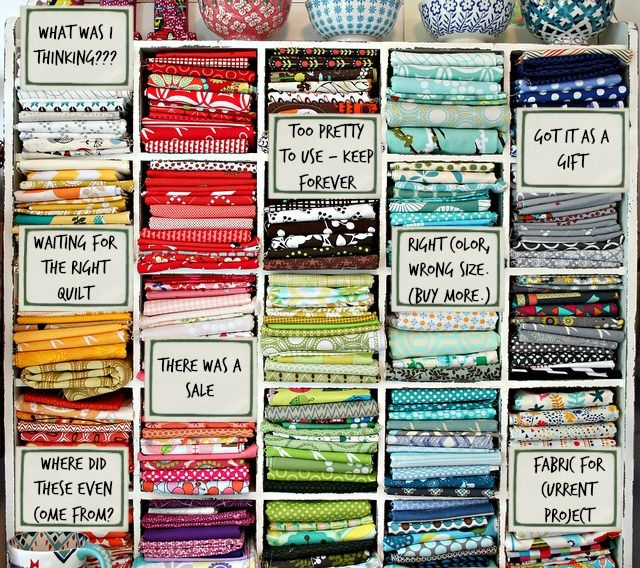 WHAT WAS I
THINKING???
TOO PRETTY
TO USE – KEEP
FOREVER
GOT IT AS A
GIFT
WAITING FOR
THE RIGHT
QUILT
RIGHT COLOR,
WRONG SIZE.
(BUY MORE.)
THERE WAS A
SALE
WHERE DID
THESE EVEN
COME FROM?
FABRIC FOR
CURRENT
PROJECT